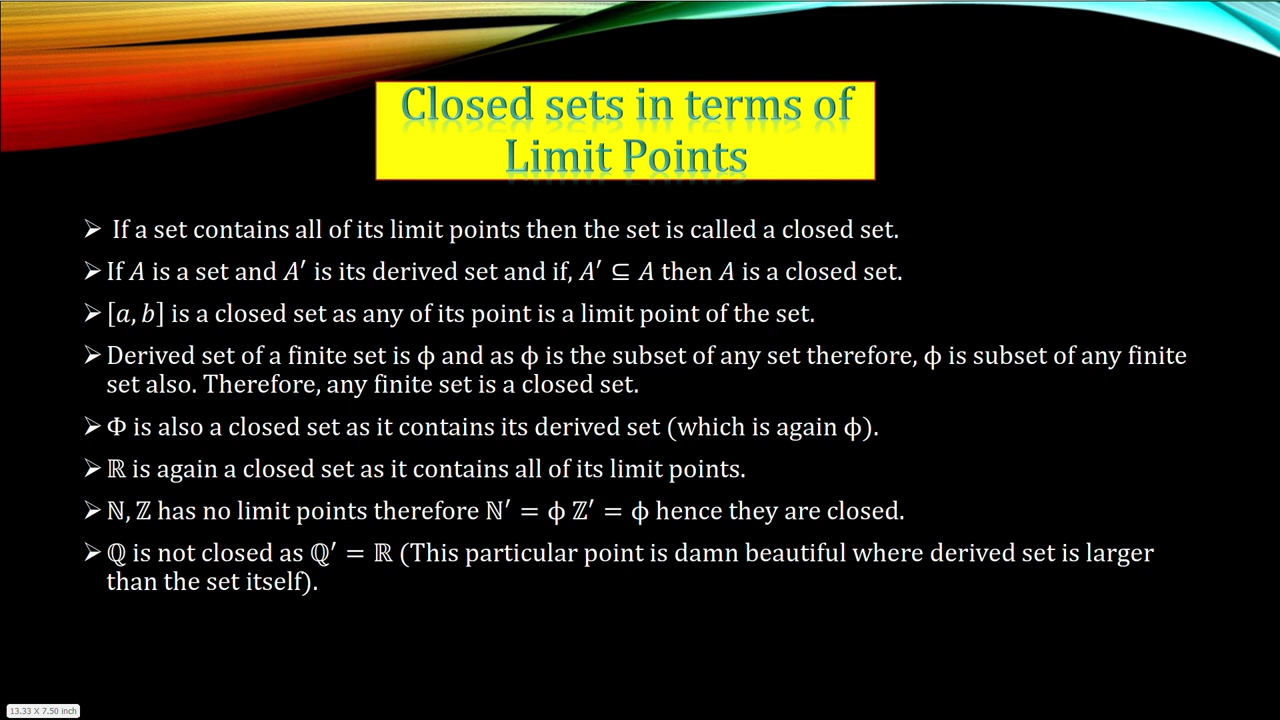 Closed sets in terms of
Limit Points
➢ If a set contains all of its limit points then the set is called a closed set.
➢ If A is a set and A′ is its derived set and if, A′ ⊆ A then A is a closed set.
➢ [a, b] is a closed set as any of its point is a limit point of the set.
➢ Derived set of a finite set is ϕ and as ϕ is the subset of any set therefore, ϕ is subset of any finite
set also. Therefore, any finite set is a closed set.
➢ Φ is also a closed set as it contains its derived set (which is again ϕ).
➢ ℝ is again a closed set as it contains all of its limit points.
➢ ℕ, ℤ has no limit points therefore ℕ′ = ϕ ℤ′ = ϕ hence they are closed.
➢ ℚ is not closed as ℚ′ = ℝ (This particular point is damn beautiful where derived set is larger
than the set itself).
13.33 X 7.50 inch